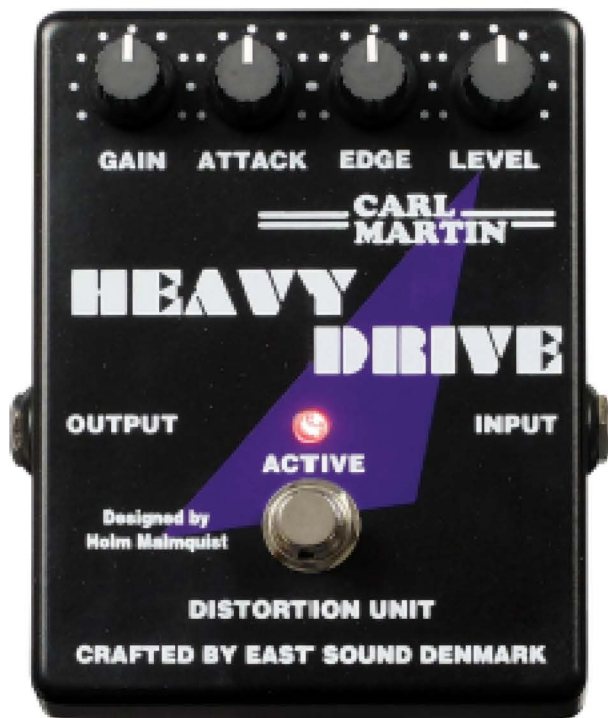 GAIN ATTACK EDGE LEVEL
CARL
MARTIN
HEAVY
DRIVE
OUTPUT INPUT
ACTIVE
Designed by
Holm Malmquist
DISTORTION UNIT
CRAFTED BY EAST SOUND DENMARK